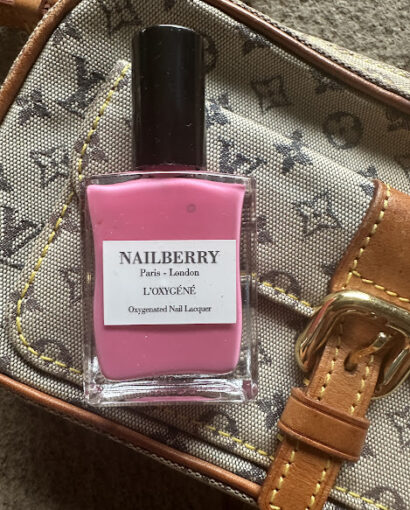 NAILBERRY
Paris - London
L'OXYGÉNÉ
Oxygenated Nail Lacquer